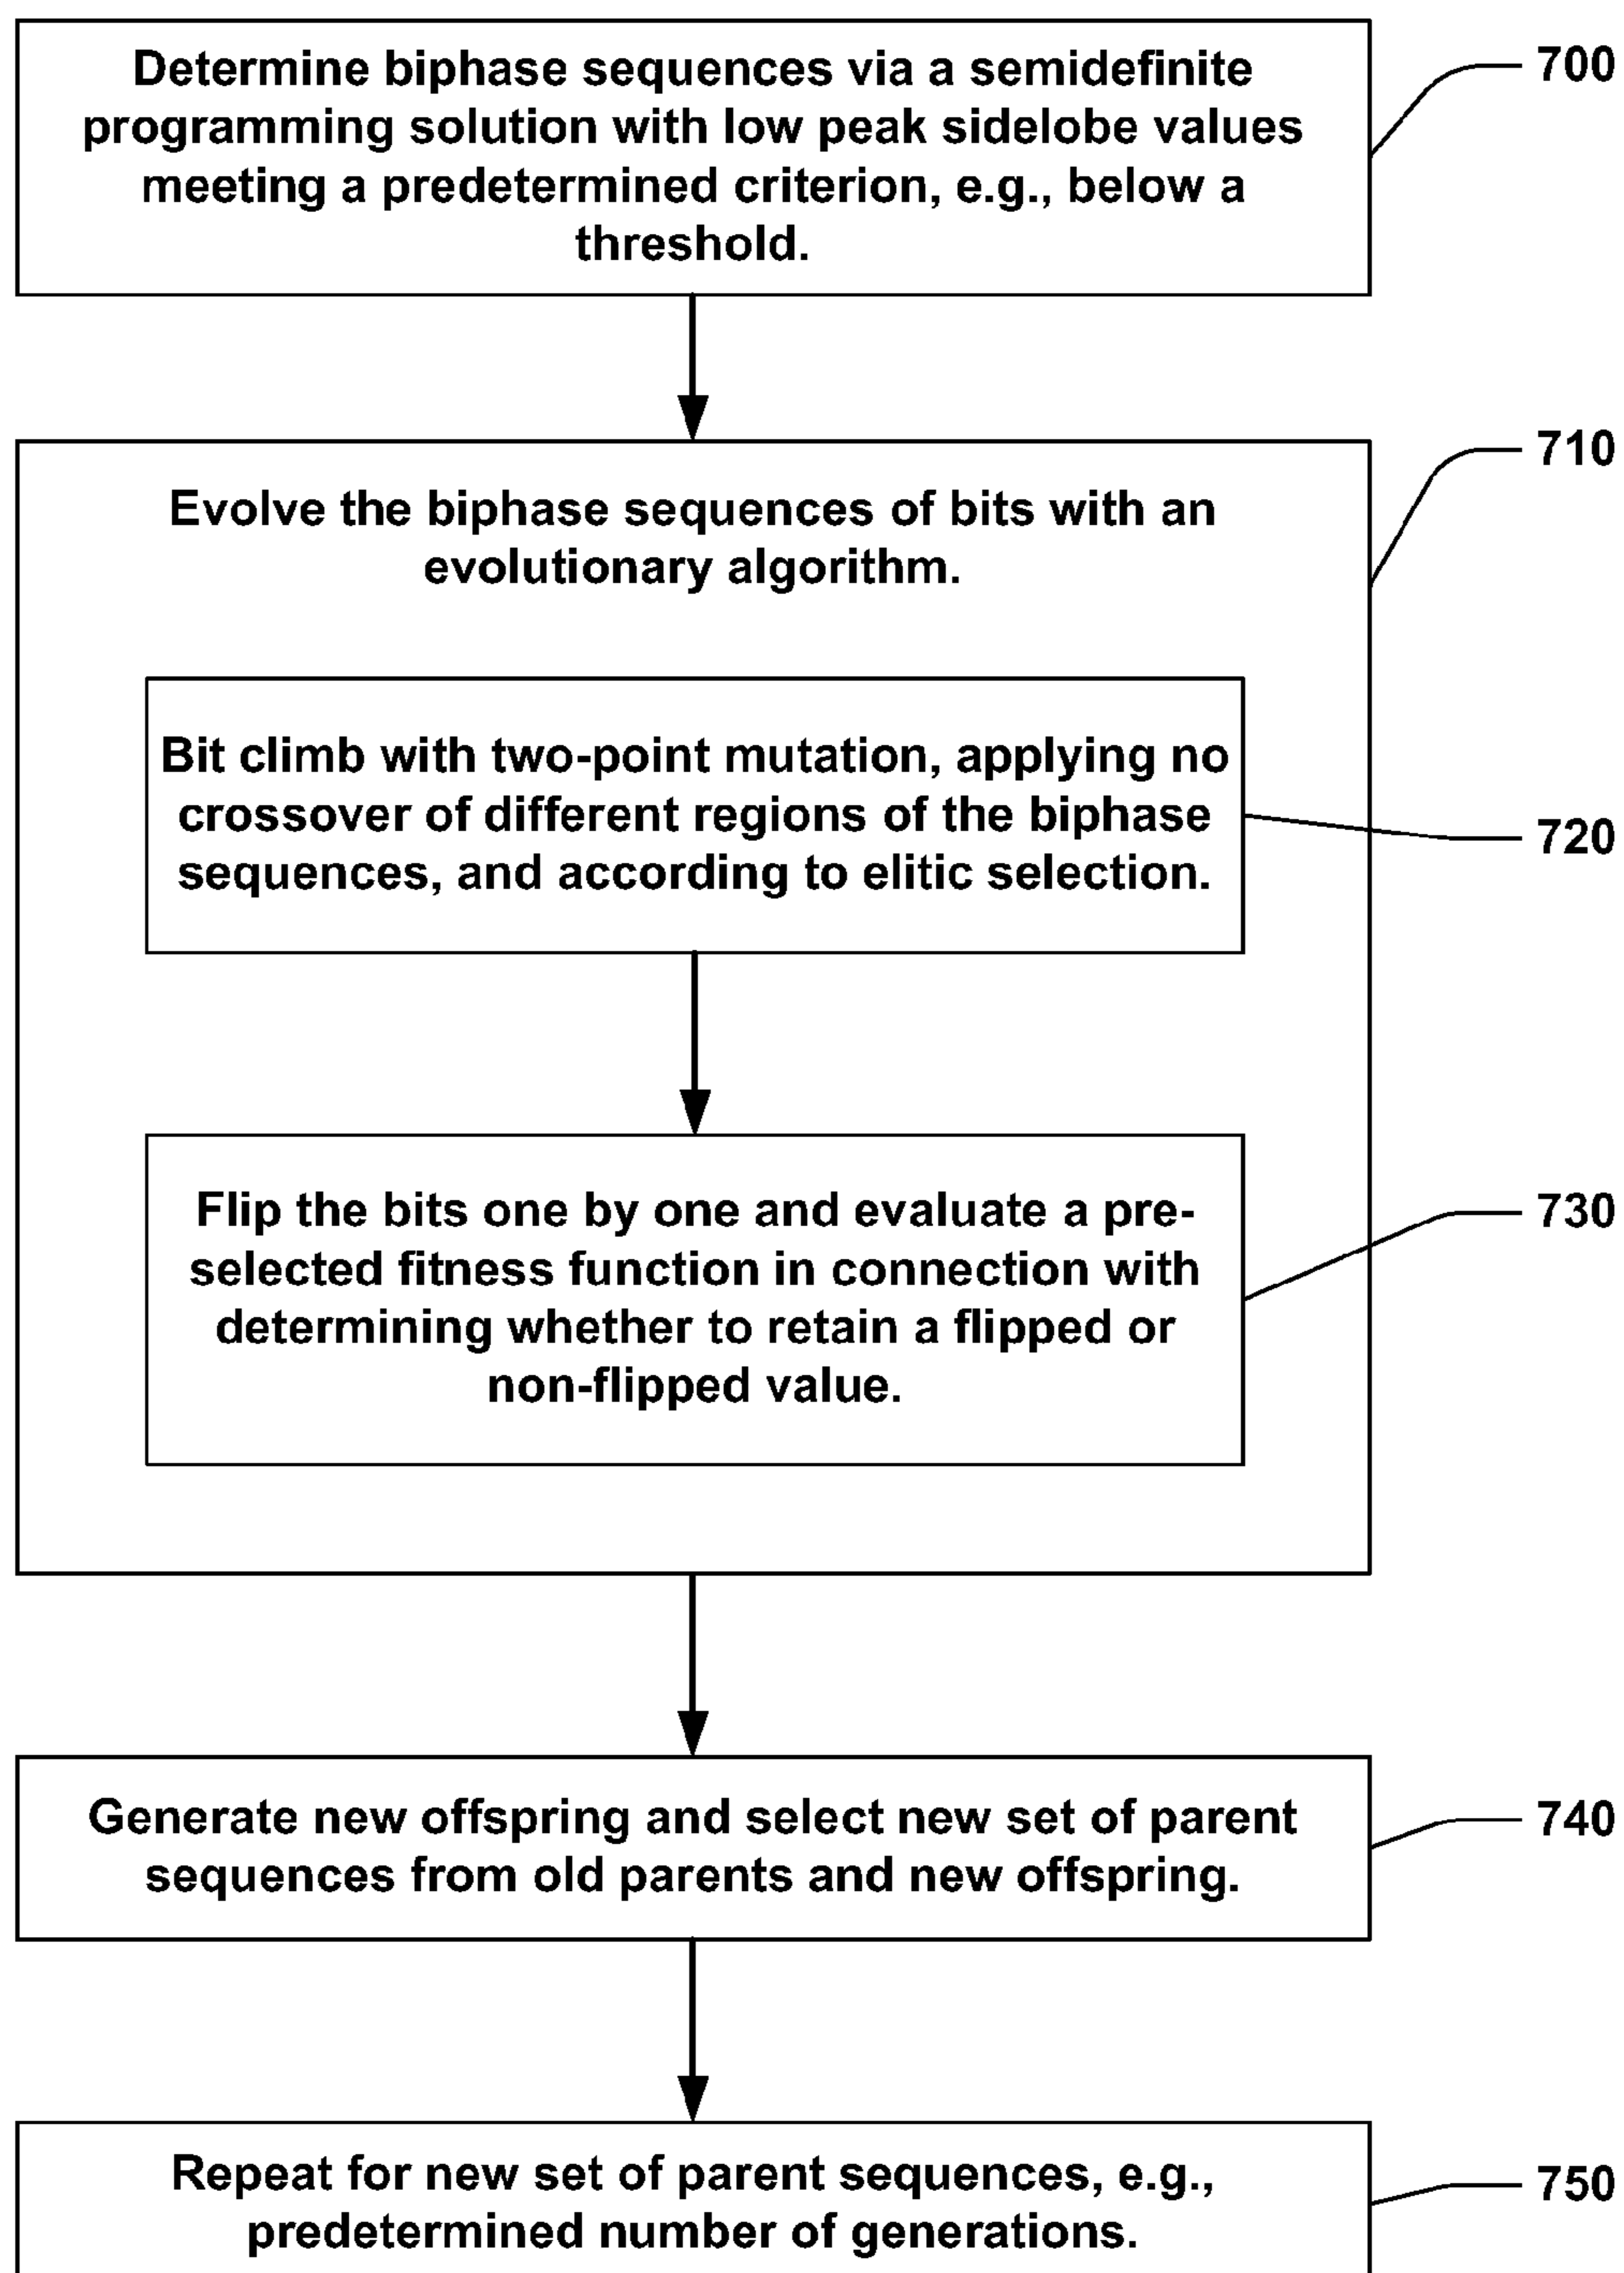 Determine biphase sequences via a semidefinite
programming solution with low peak sidelobe values
meeting a predetermined criterion, e.g., below a
threshold.
700
Evolve the biphase sequences of bits with an
evolutionary algorithm.
710
Bit climb with two-point mutation, applying no
crossover of different regions of the biphase
sequences, and according to elitic selection.
720
Flip the bits one by one and evaluate a pre-
selected fitness function in connection with
determining whether to retain a flipped or
non-flipped value.
730
Generate new offspring and select new set of parent
sequences from old parents and new offspring.
740
Repeat for new set of parent sequences, e.g.,
predetermined number of generations.
750